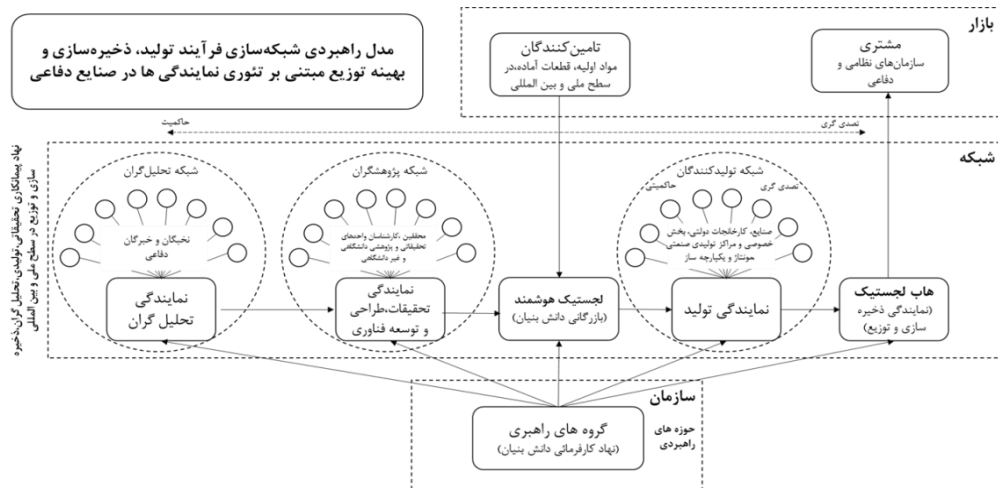 مدل راهبردی شبکه‌سازی فرآیند تولید، ذخیره‌سازی و
بهینه توزیع مبتنی بر تئوری نمایندگی ها در صنایع دفاعی
بازار
مشتری
سازمان‌های نظامی و
دفاعی
تامین‌کنندگان
مواد اولیه، قطعات آماده،در
سطح ملی و بین المللی
تصدی گری
حاکمیت
شبکه
شبکه تولیدکنندگان
تصدی گری
حاکمیتی
صنایع، کارخانجات دولتی، بخش
خصوصی و مراکز تولیدی صنعتی
مونتاژ و یکپارچه ساز
شبکه پژوهشگران
محققین ،کارشناسان واحدهای
تحقیقاتی و پژوهشی دانشگاهی
و غیر دانشگاهی
شبکه تحلیل‌گران
نخبگان و خبرگان
دفاعی
هاب لجستیک
(نمایندگی ذخیره
سازی و توزیع)
نمایندگی تولید
لجستیک هوشمند
(بازرگانی دانش بنیان)
نمایندگی
تحقیقات،طراحی
و توسعه فناوری
نمایندگی
تحلیل گران
نهاد پیمانکاری تحقیقاتی،تولیدی،تحلیل گران،ذخیره
سازی و توزیع در سطح ملی و بین المللی
سازمان
حوزه های
راهبردی
گروه های راهبری
(نهاد کارفرمائی دانش بنیان)